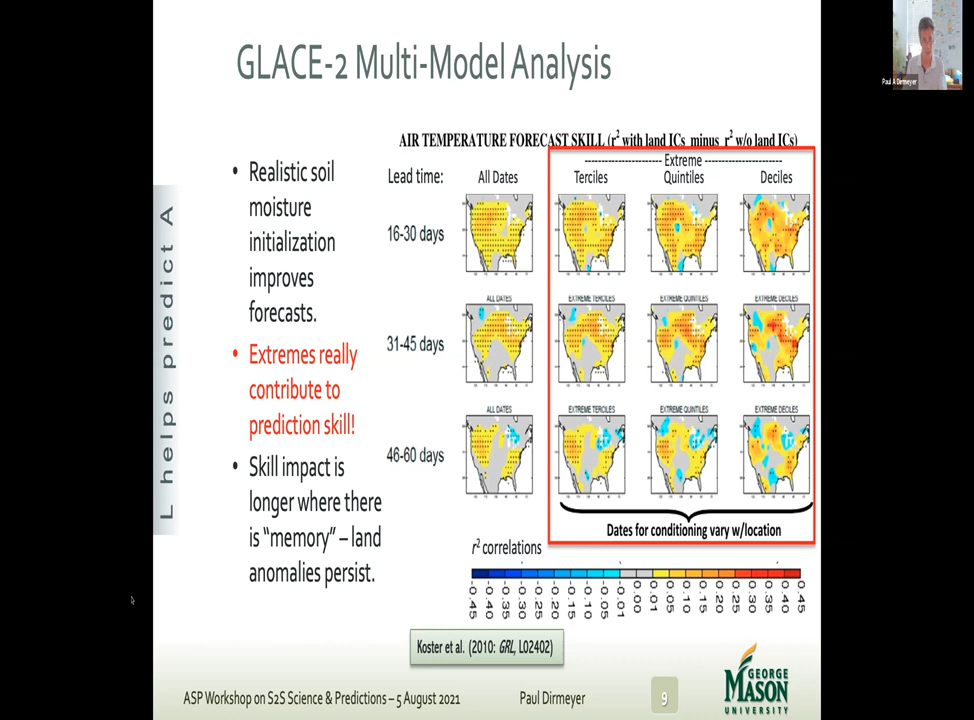 GLACE-2 Multi-Model Analysis
Paul A Dirmeyer
AIR TEMPERATURE FORECAST SKILL (r² with land ICs minus r² w/o land ICs)
L helps predict A
• Realistic soil
moisture
initialization
improves
forecasts.
• Extremes really
contribute to
prediction skill!
• Skill impact is
longer where there
is “memory” – land
anomalies persist.
---------------------- Extreme ----------------------
Lead time: All Dates Terciles Quintiles Deciles
16-30 days
ALL DATES EXTREME TERCILES EXTREME QUINTILES EXTREME DECILES
31-45 days
ALL DATES EXTREME TERCILES EXTREME QUINTILES EXTREME DECILES
46-60 days
Dates for conditioning vary w/location
r² correlations
-0.45 -0.40 -0.35 -0.30 -0.25 -0.20 -0.15 -0.10 -0.05 -0.01 0.00 0.01 0.05 0.10 0.15 0.20 0.25 0.30 0.35 0.40 0.45
Koster et al. (2010: GRL, L02402)
ASP Workshop on S2S Science & Predictions – 5 August 2021 Paul Dirmeyer 9
GEORGE
MASON
UNIVERSITY